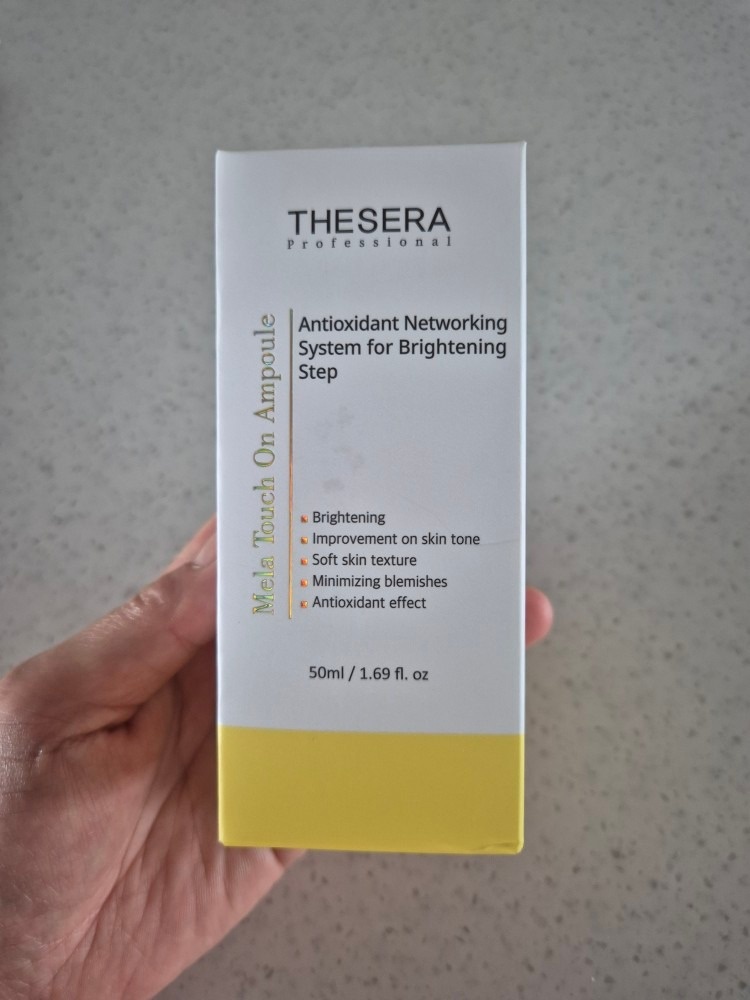 THESERA
Professional
Mela Touch On Ampoule
Antioxidant Networking
System for Brightening
Step
Brightening
Improvement on skin tone
Soft skin texture
Minimizing blemishes
Antioxidant effect
50ml / 1.69 fl. oz